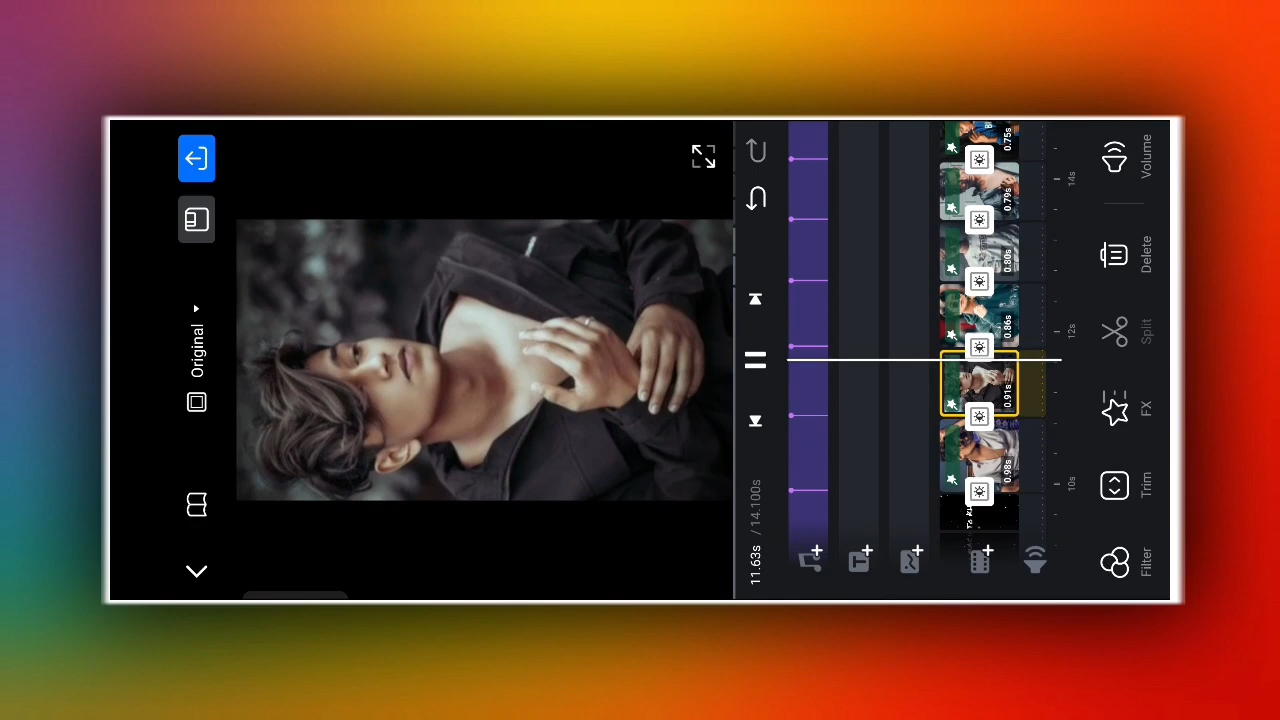 Original
11.63s / 14.100s
0.98s 0.91s 0.86s 0.80s 0.79s 0.75s
10s 12s 14s
Filter Trim FX Split Delete Volume